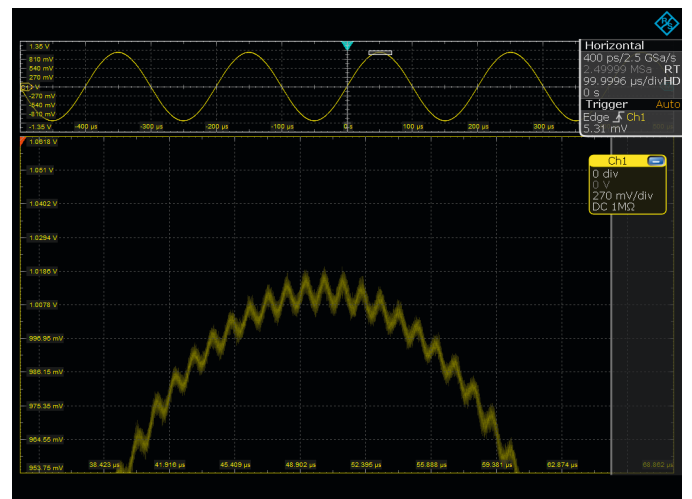 1.35 V
810 mV
540 mV
270 mV
-270 mV
-540 mV
-810 mV
-1.35 V
-400 µs
-300 µs
-200 µs
-100 µs
0 s
100 µs
200 µs
300 µs
Horizontal
400 ps/2.5 GSa/s
2.49999 MSa RT
99.9996 µs/div HD
0 s
Trigger Auto
Edge Ch1
5.31 mV
1.0618 V
1.051 V
1.0402 V
1.0294 V
1.0186 V
1.0078 V
996.95 mV
986.15 mV
975.35 mV
964.55 mV
953.75 mV
38.423 µs
41.916 µs
45.409 µs
48.902 µs
52.395 µs
55.888 µs
59.381 µs
62.874 µs
Ch1
0 div
0 V
270 mV/div
DC 1MΩ